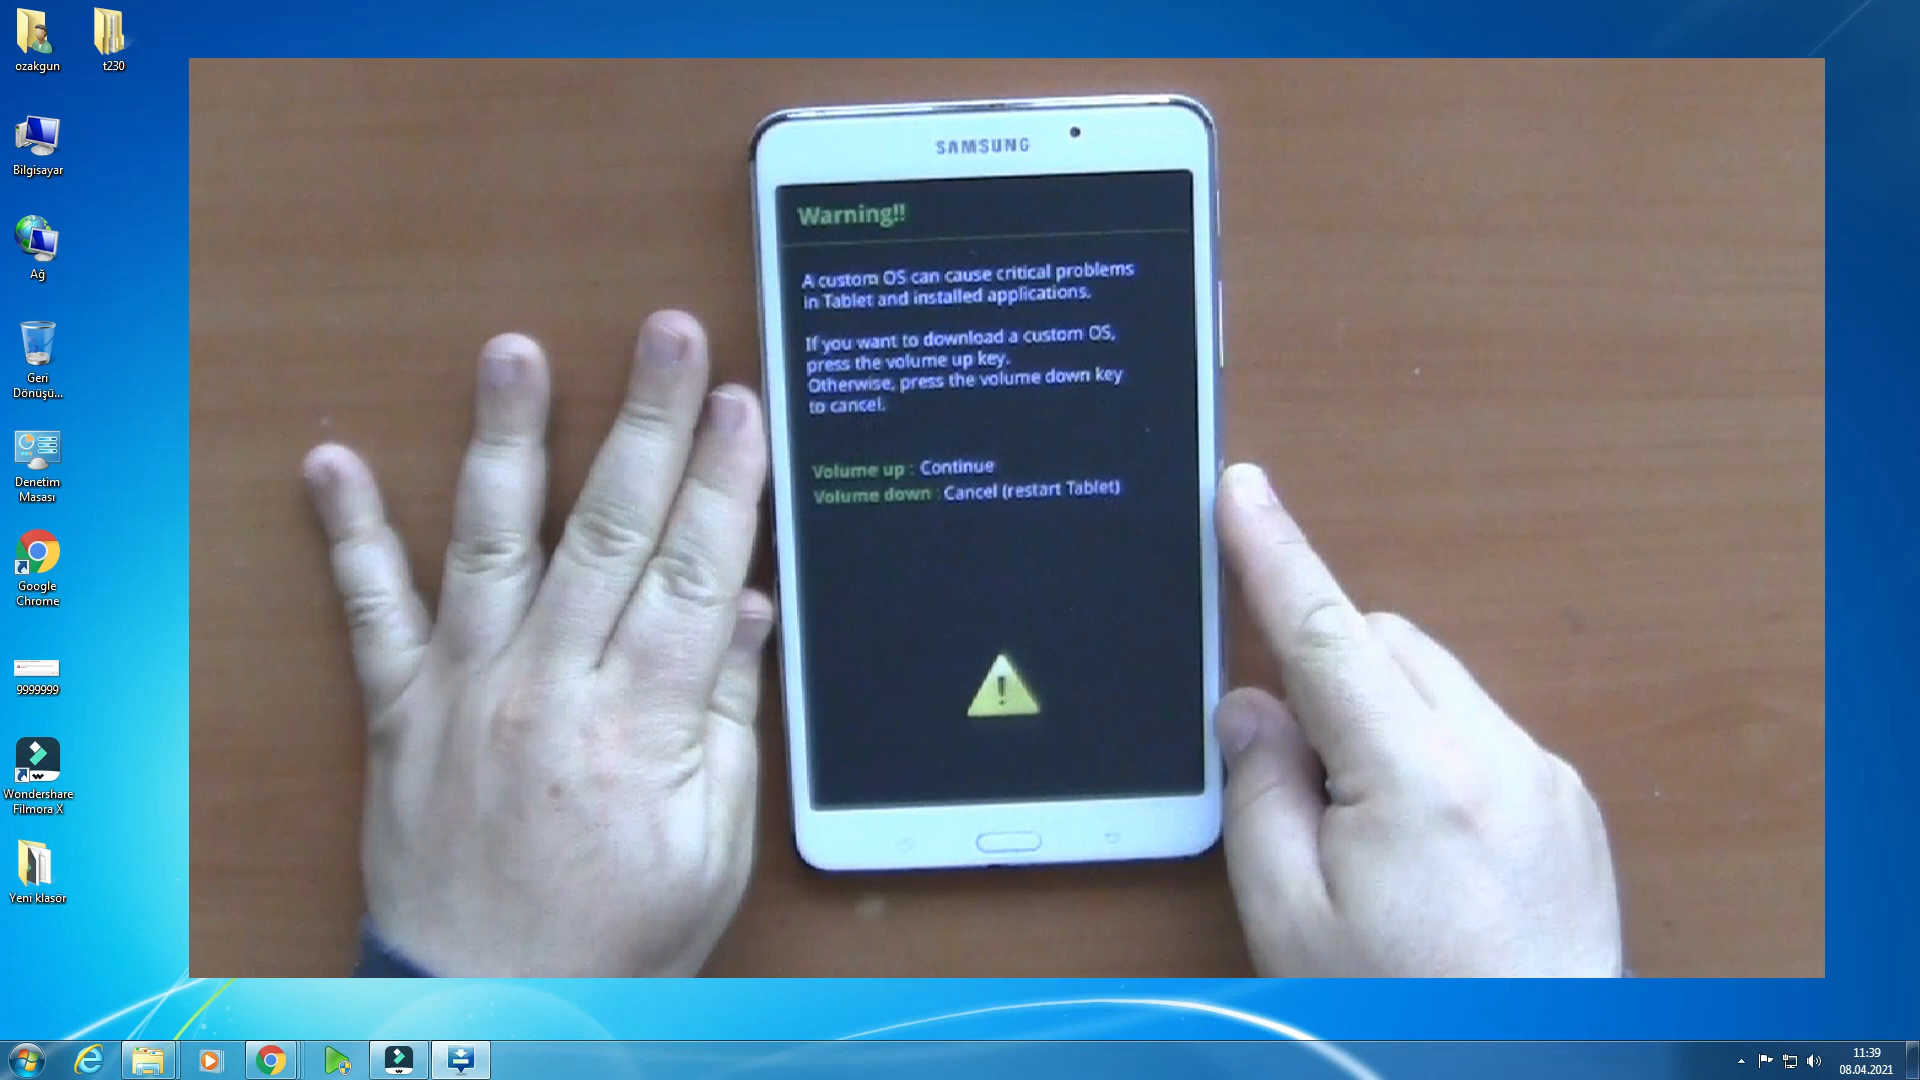 ozakgun
t230
Bilgisayar
Ağ
Geri
Dönüşü...
Denetim
Masası
Google
Chrome
9999999
Wondershare
Filmora X
Yeni klasör
SAMSUNG
Warning!!
A custom OS can cause critical problems
in Tablet and installed applications.
If you want to download a custom OS,
press the volume up key.
Otherwise, press the volume down key
to cancel.
Volume up : Continue
Volume down : Cancel (restart Tablet)
11:39
08.04.2021